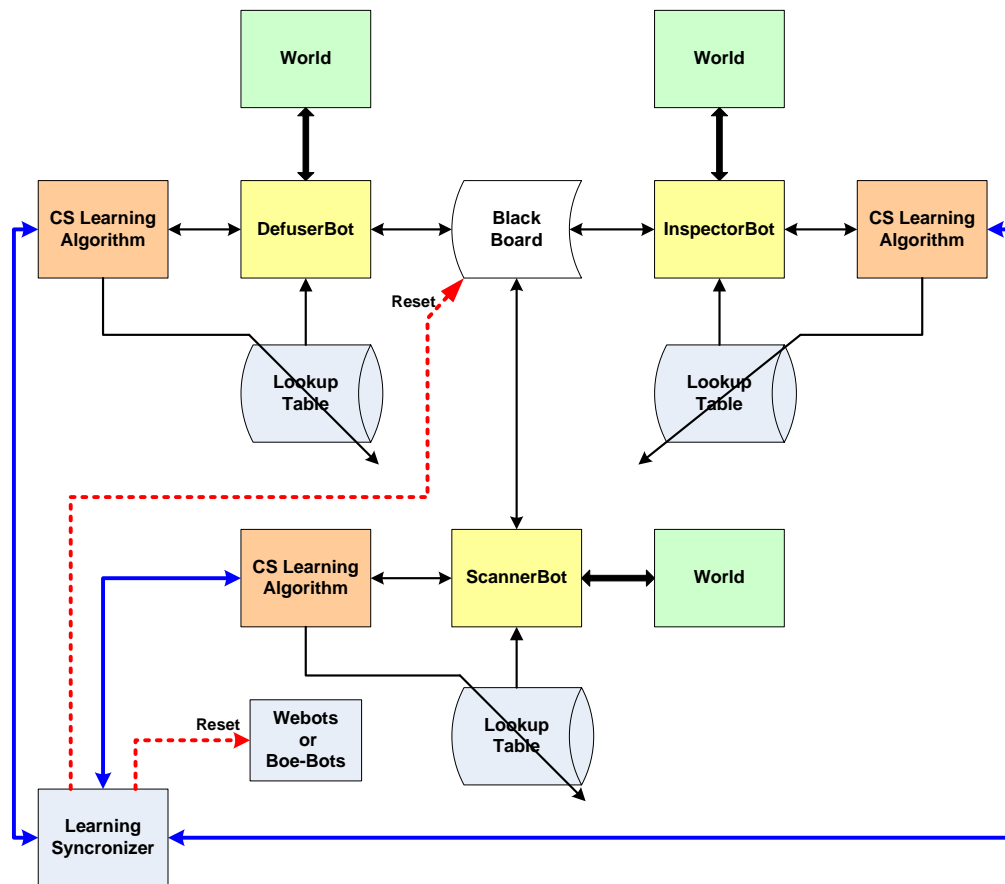 World
World
CS Learning
Algorithm
DefuserBot
Black
Board
InspectorBot
CS Learning
Algorithm
Reset
Lookup
Table
Lookup
Table
CS Learning
Algorithm
ScannerBot
World
Reset
Webots
or
Boe-Bots
Lookup
Table
Learning
Syncronizer